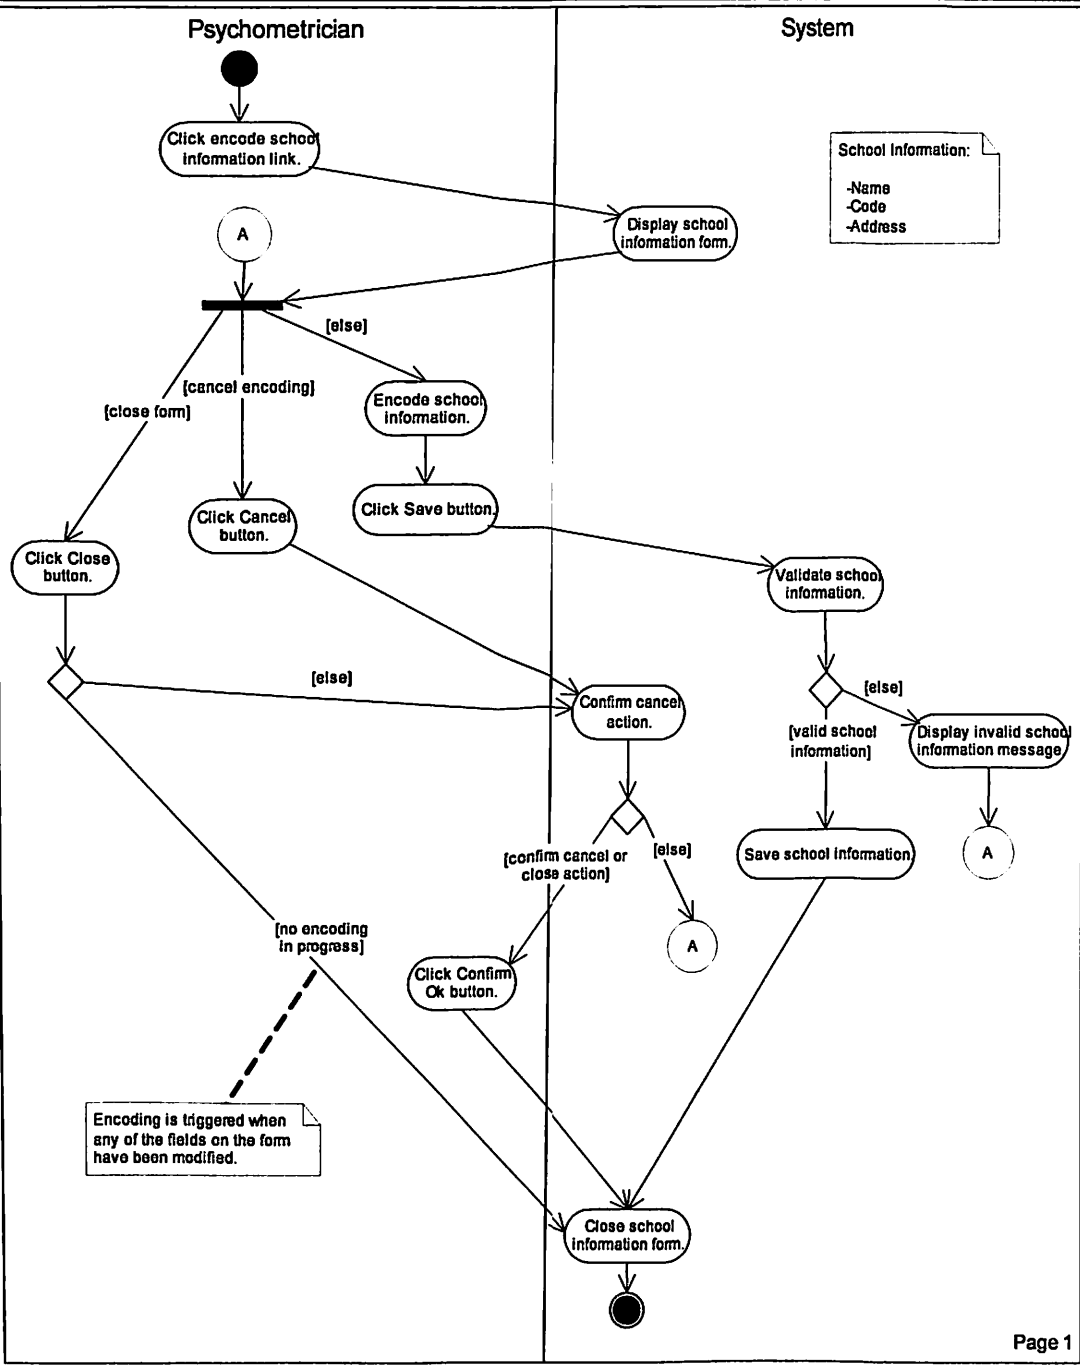 Psychometrician
System
Click encode school
information link.
School Information:
-Name
-Code
-Address
A
Display school
information form.
[else]
[cancel encoding]
[close form]
Encode school
information.
Click Save button.
Click Cancel
button.
Click Close
button.
Validate school
information.
[else]
[else]
Confirm cancel
action.
[valid school
information]
Display invalid school
information message.
[confirm cancel or
close action]
[else]
Save school information.
A
A
[no encoding
in progress]
Click Confirm
Ok button.
Encoding is triggered when
any of the fields on the form
have been modified.
Close school
information form.
Page 1